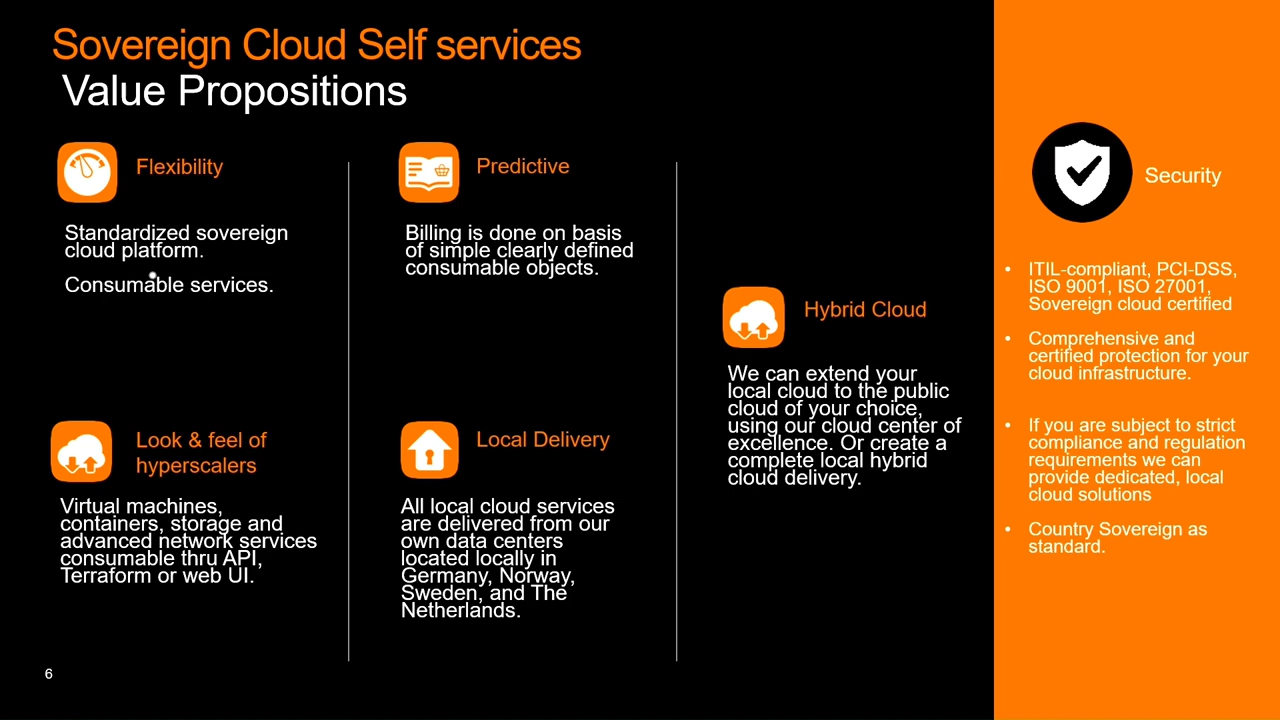 Sovereign Cloud Self services
Value Propositions
Flexibility
Standardized sovereign
cloud platform.
Consumable services.
Predictive
Billing is done on basis
of simple clearly defined
consumable objects.
Look & feel of
hyperscalers
Virtual machines,
containers, storage and
advanced network services
consumable thru API,
Terraform or web UI.
Local Delivery
All local cloud services
are delivered from our
own data centers
located locally in
Germany, Norway,
Sweden, and The
Netherlands.
Hybrid Cloud
We can extend your
local cloud to the public
cloud of your choice,
using our cloud center of
excellence. Or create a
complete local hybrid
cloud delivery.
Security
• ITIL-compliant, PCI-DSS,
ISO 9001, ISO 27001,
Sovereign cloud certified
• Comprehensive and
certified protection for your
cloud infrastructure.
• If you are subject to strict
compliance and regulation
requirements we can
provide dedicated, local
cloud solutions
• Country Sovereign as
standard.
6